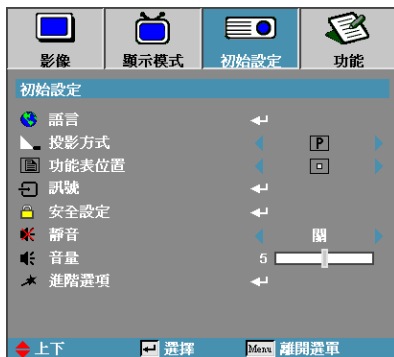 影像 顯示模式 初始設定 功能
初始設定
語言
投影方式 P
功能表位置
訊號
安全設定
靜音 關
音量 5
進階選項
上下 選擇 Menu 離開選單